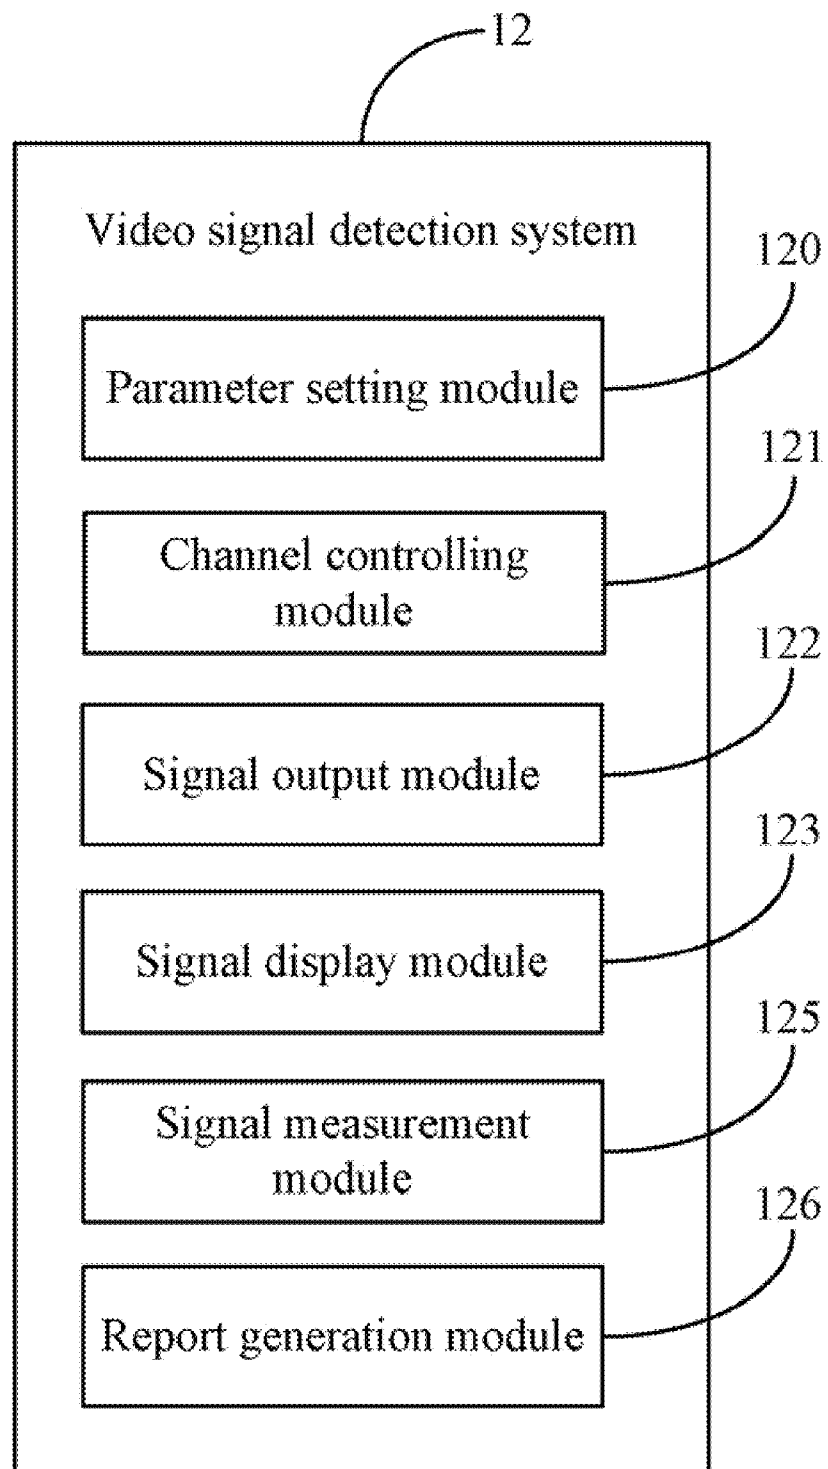 12
Video signal detection system
120
Parameter setting module
121
Channel controlling
module
122
Signal output module
123
Signal display module
125
Signal measurement
module
126
Report generation module